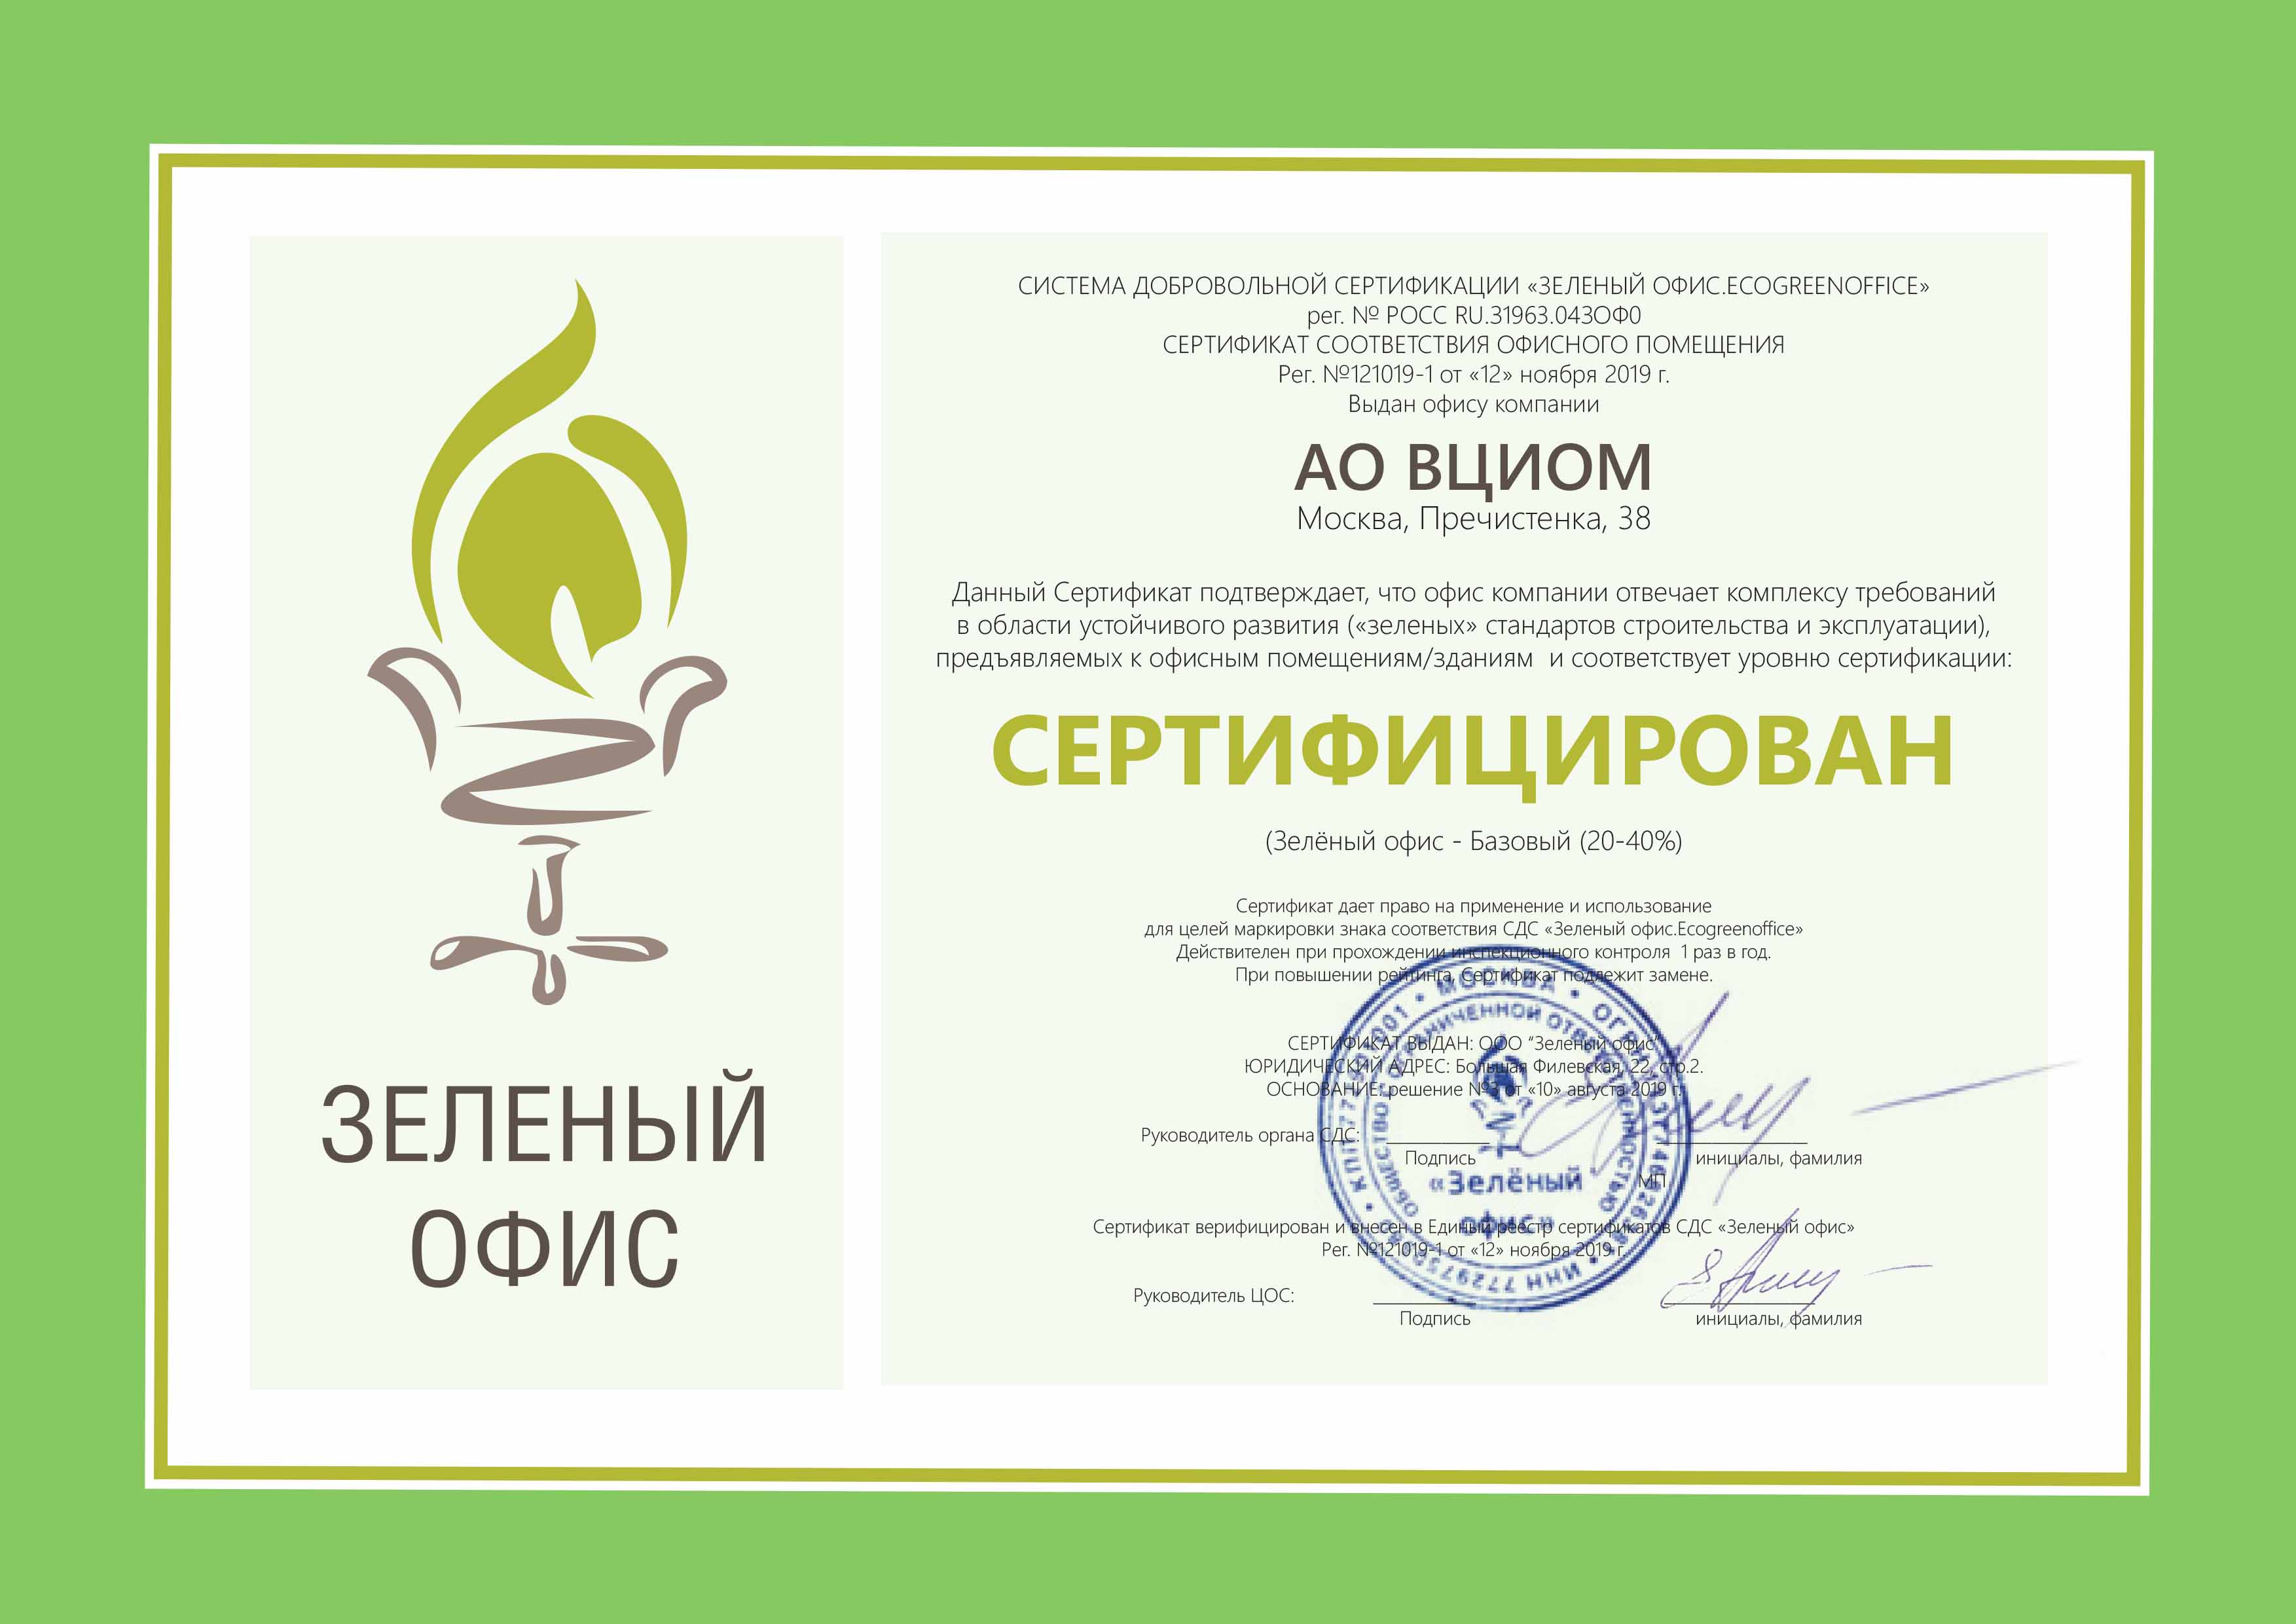 ЗЕЛЕНЫЙ
ОФИС
СИСТЕМА ДОБРОВОЛЬНОЙ СЕРТИФИКАЦИИ «ЗЕЛЕНЫЙ ОФИС.ECOGREENOFFICE»
рег. № РОСС RU.31963.04ЗОФ0
СЕРТИФИКАТ СООТВЕТСТВИЯ ОФИСНОГО ПОМЕЩЕНИЯ
Рег. №121019-1 от «12» ноября 2019 г.
Выдан офису компании
АО ВЦИОМ
Москва, Пречистенка, 38
Данный Сертификат подтверждает, что офис компании отвечает комплексу требований
в области устойчивого развития («зеленых» стандартов строительства и эксплуатации),
предъявляемых к офисным помещениям/зданиям и соответствует уровню сертификации:
СЕРТИФИЦИРОВАН
(Зелёный офис - Базовый (20-40%)
Сертификат дает право на применение и использование
для целей маркировки знака соответствия СДС «Зеленый офис.Ecogreenoffice»
Действителен при прохождении инспекционного контроля 1 раз в год.
При повышении рейтинга, Сертификат подлежит замене.
СЕРТИФИКАТ ВЫДАН: ООО "Зеленый офис"
ЮРИДИЧЕСКИЙ АДРЕС: Большая Филевская, 22, стр.2.
ОСНОВАНИЕ: решение №3 от «10» августа 2019 г.
Руководитель органа СДС:
Подпись
инициалы, фамилия
МП
МОСКВА
«Зелёный
офис»
Сертификат верифицирован и внесен в Единый реестр сертификатов СДС «Зеленый офис»
Рег. №121019-1 от «12» ноября 2019 г.
Руководитель ЦОС:
Подпись
инициалы, фамилия